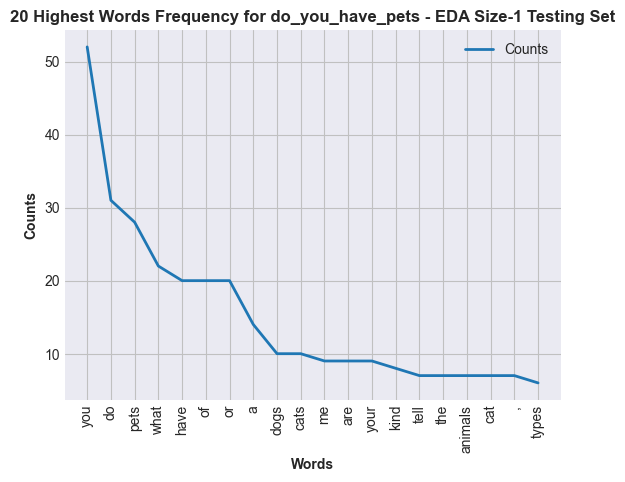 20 Highest Words Frequency for do_you_have_pets - EDA Size-1 Testing Set
Counts
50
40
30
20
10
Counts
you
do
pets
what
have
of
or
a
dogs
cats
me
are
your
kind
tell
the
animals
cat
,
types
Words